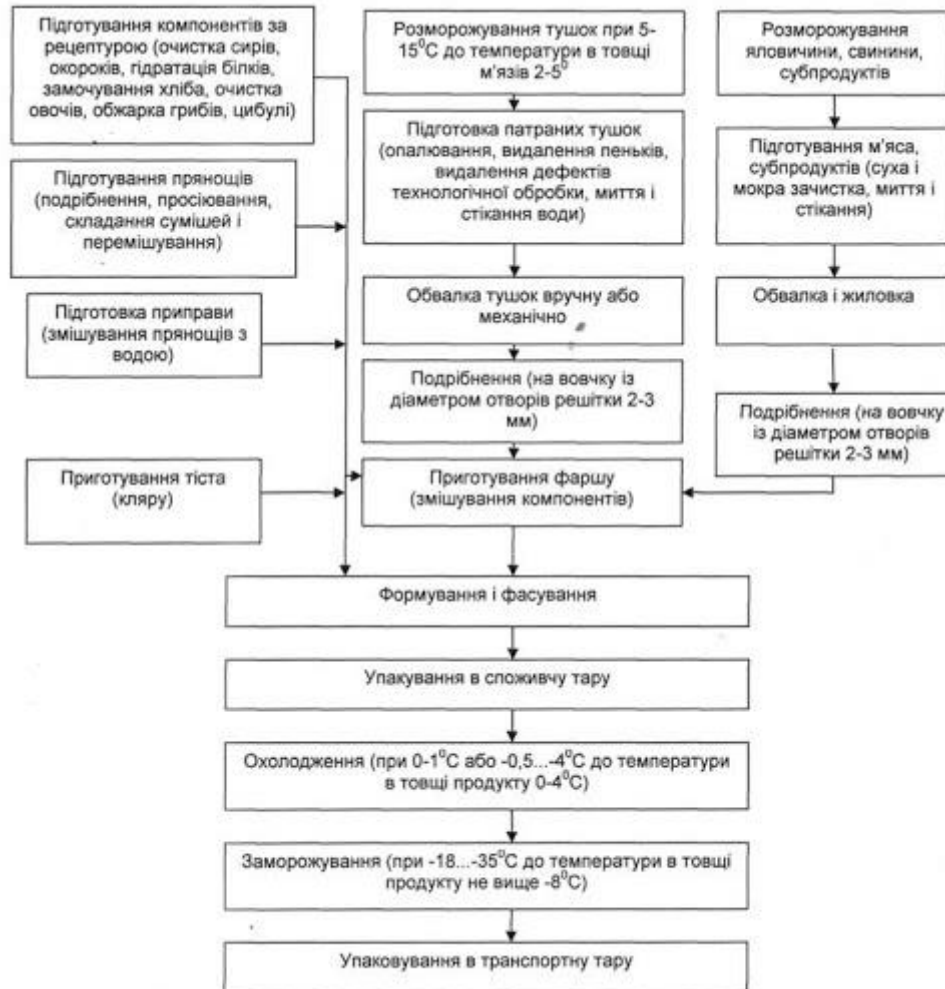 Підготування компонентів за
рецептурою (очистка сирів,
окороків, гідратація білків,
замочування хліба, очистка
овочів, обжарка грибів, цибулі)
Підготування прянощів
(подрібнення, просіювання,
складання сумішей і
перемішування)
Підготовка приправи
(змішування прянощів з
водою)
Приготування тіста
(кляру)
Розморожування тушок при 5-
15⁰С до температури в товщі
м'язів 2-5⁰
Підготовка патраних тушок
(опалювання, видалення пеньків,
видалення дефектів
технологічної обробки, миття і
стікання води)
Обвалка тушок вручну або
механічно
Подрібнення (на вовчку із
діаметром отворів решітки 2-3
мм)
Приготування фаршу
(змішування компонентів)
Розморожування
яловичини, свинини,
субпродуктів
Підготування м'яса,
субпродуктів (суха і
мокра зачистка, миття і
стікання)
Обвалка і жиловка
Подрібнення (на вовчку
із діаметром отворів
решітки 2-3 мм)
Формування і фасування
Упакування в споживчу тару
Охолодження (при 0-1⁰С або -0,5...-4⁰С до температури
в товщі продукту 0-4⁰С)
Заморожування (при -18...-35⁰С до температури в товщі
продукту не вище -8⁰С)
Упаковування в транспортну тару